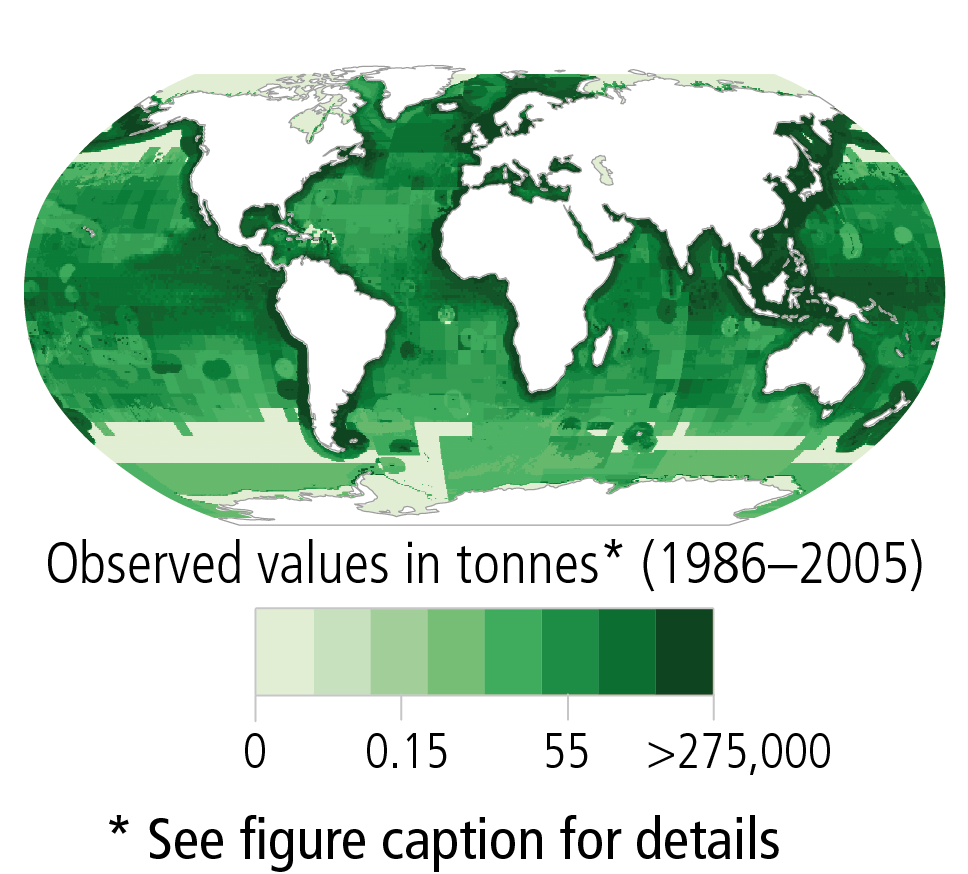 Observed values in tonnes* (1986–2005)
0 0.15 55 >275,000
* See figure caption for details